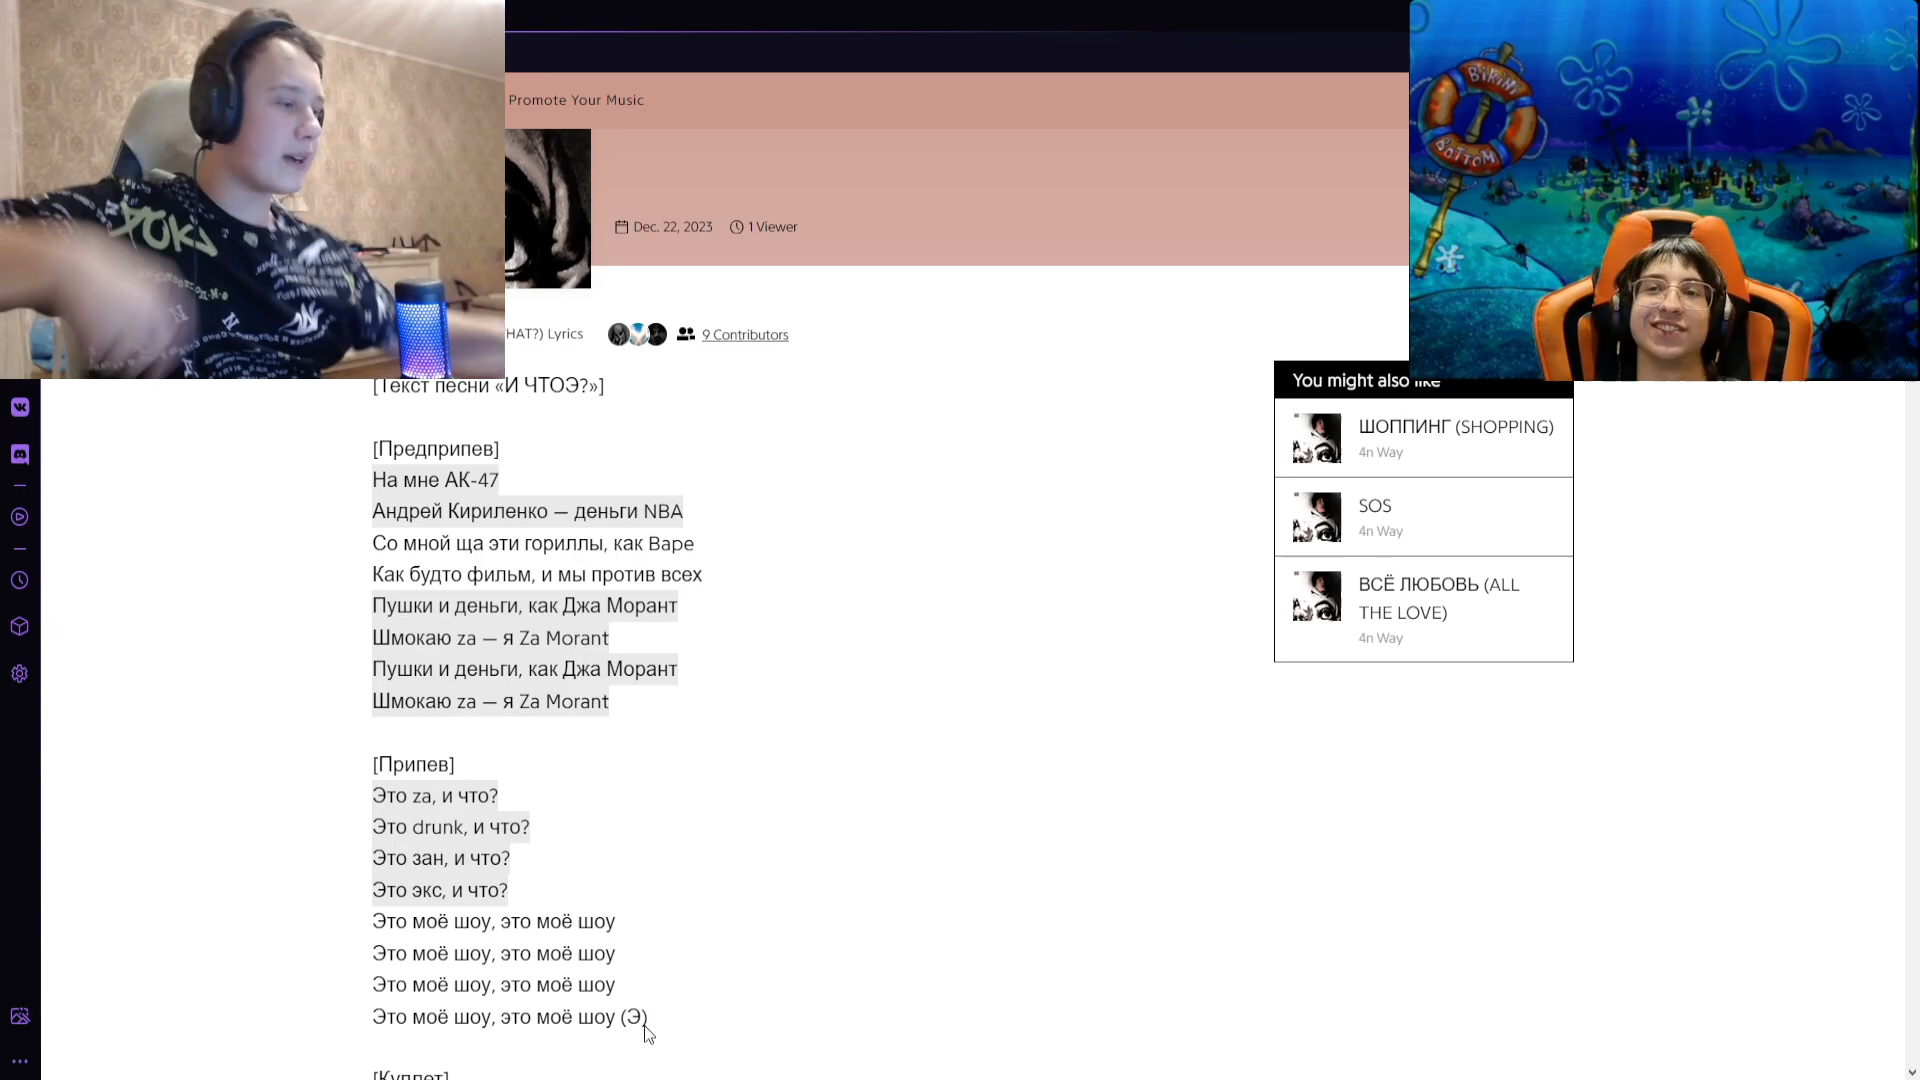 Promote Your Music
Dec. 22, 2023
1 Viewer
HAT?) Lyrics
9 Contributors
[Текст песни «И ЧТОЭ?»]
[Предприпев]
На мне АК-47
Андрей Кириленко — деньги NBA
Со мной ща эти гориллы, как Bape
Как будто фильм, и мы против всех
Пушки и деньги, как Джа Морант
Шмокаю za — я Za Morant
Пушки и деньги, как Джа Морант
Шмокаю za — я Za Morant
[Припев]
Это za, и что?
Это drunk, и что?
Это зан, и что?
Это экс, и что?
Это моё шоу, это моё шоу
Это моё шоу, это моё шоу
Это моё шоу, это моё шоу
Это моё шоу, это моё шоу (Э)
[Куплет]
BIKINI
BOTTOM
You might also like
ШОППИНГ (SHOPPING)
4n Way
SOS
4n Way
ВСЁ ЛЮБОВЬ (ALL
THE LOVE)
4n Way